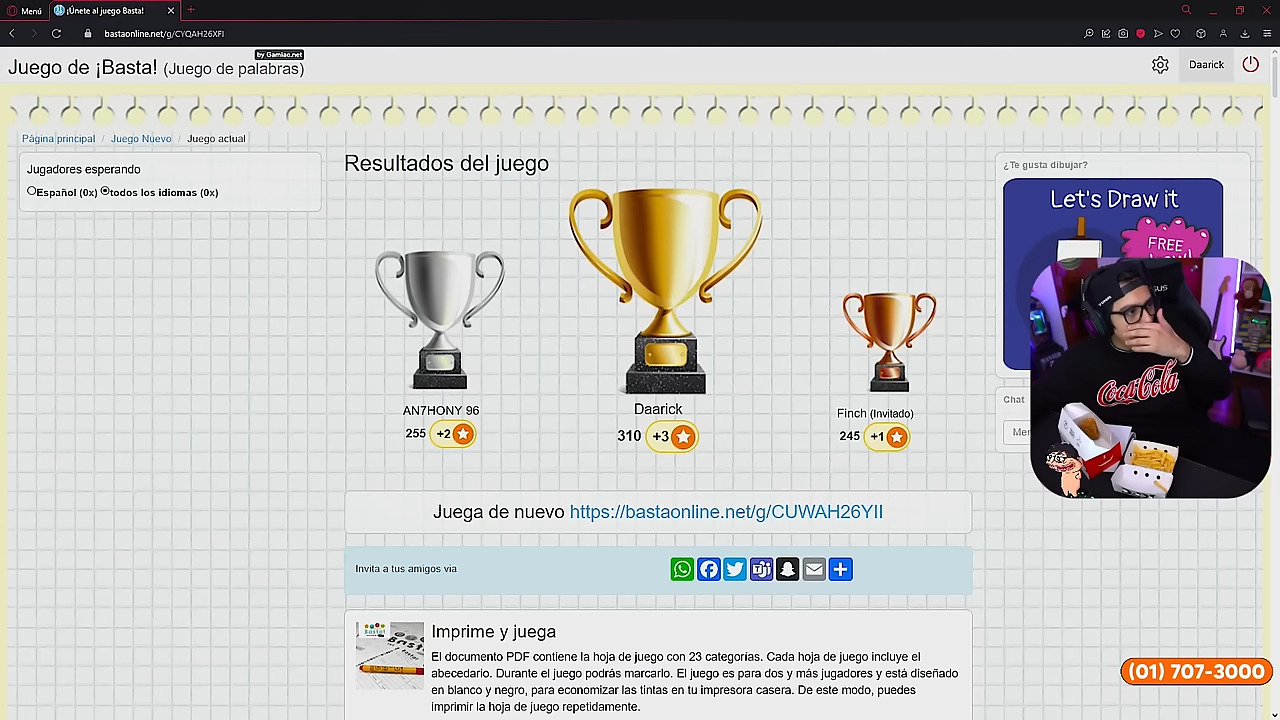 Menú
¡Únete al juego Basta!
bastaonline.net/g/CYQAH26XFI
by Gamiac.net
Juego de ¡Basta! (Juego de palabras)
Daarick
Página principal / Juego Nuevo / Juego actual
Jugadores esperando
Español (0x) todos los idiomas (0x)
Resultados del juego
AN7HONY 96
255 +2
Daarick
310 +3
Finch (Invitado)
245 +1
Juega de nuevo https://bastaonline.net/g/CUWAH26YII
Invita a tus amigos via
Imprime y juega
El documento PDF contiene la hoja de juego con 23 categorías. Cada hoja de juego incluye el
abecedario. Durante el juego podrás marcarlo. El juego es para dos y más jugadores y está diseñado
en blanco y negro, para economizar las tintas en tu impresora casera. De este modo, puedes
imprimir la hoja de juego repetidamente.
¿Te gusta dibujar?
Let's Draw it
FREE
Chat
Coca-Cola
(01) 707-3000